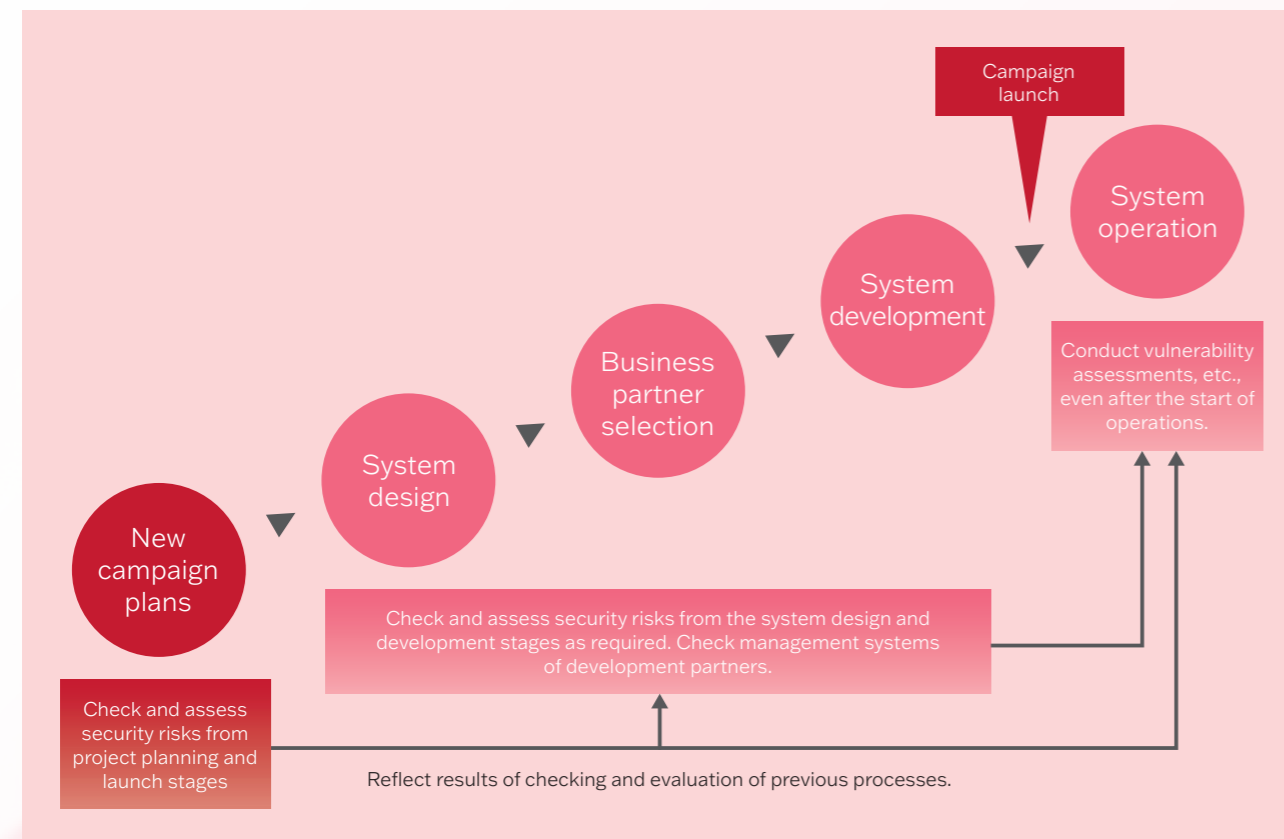 Campaign
launch
System
operation
System
development
Business
partner
selection
System
design
New
campaign
plans
Conduct vulnerability
assessments, etc.,
even after the start of
operations.
Check and assess security risks from the system design and
development stages as required. Check management systems
of development partners.
Check and assess
security risks from
project planning and
launch stages
Reflect results of checking and evaluation of previous processes.